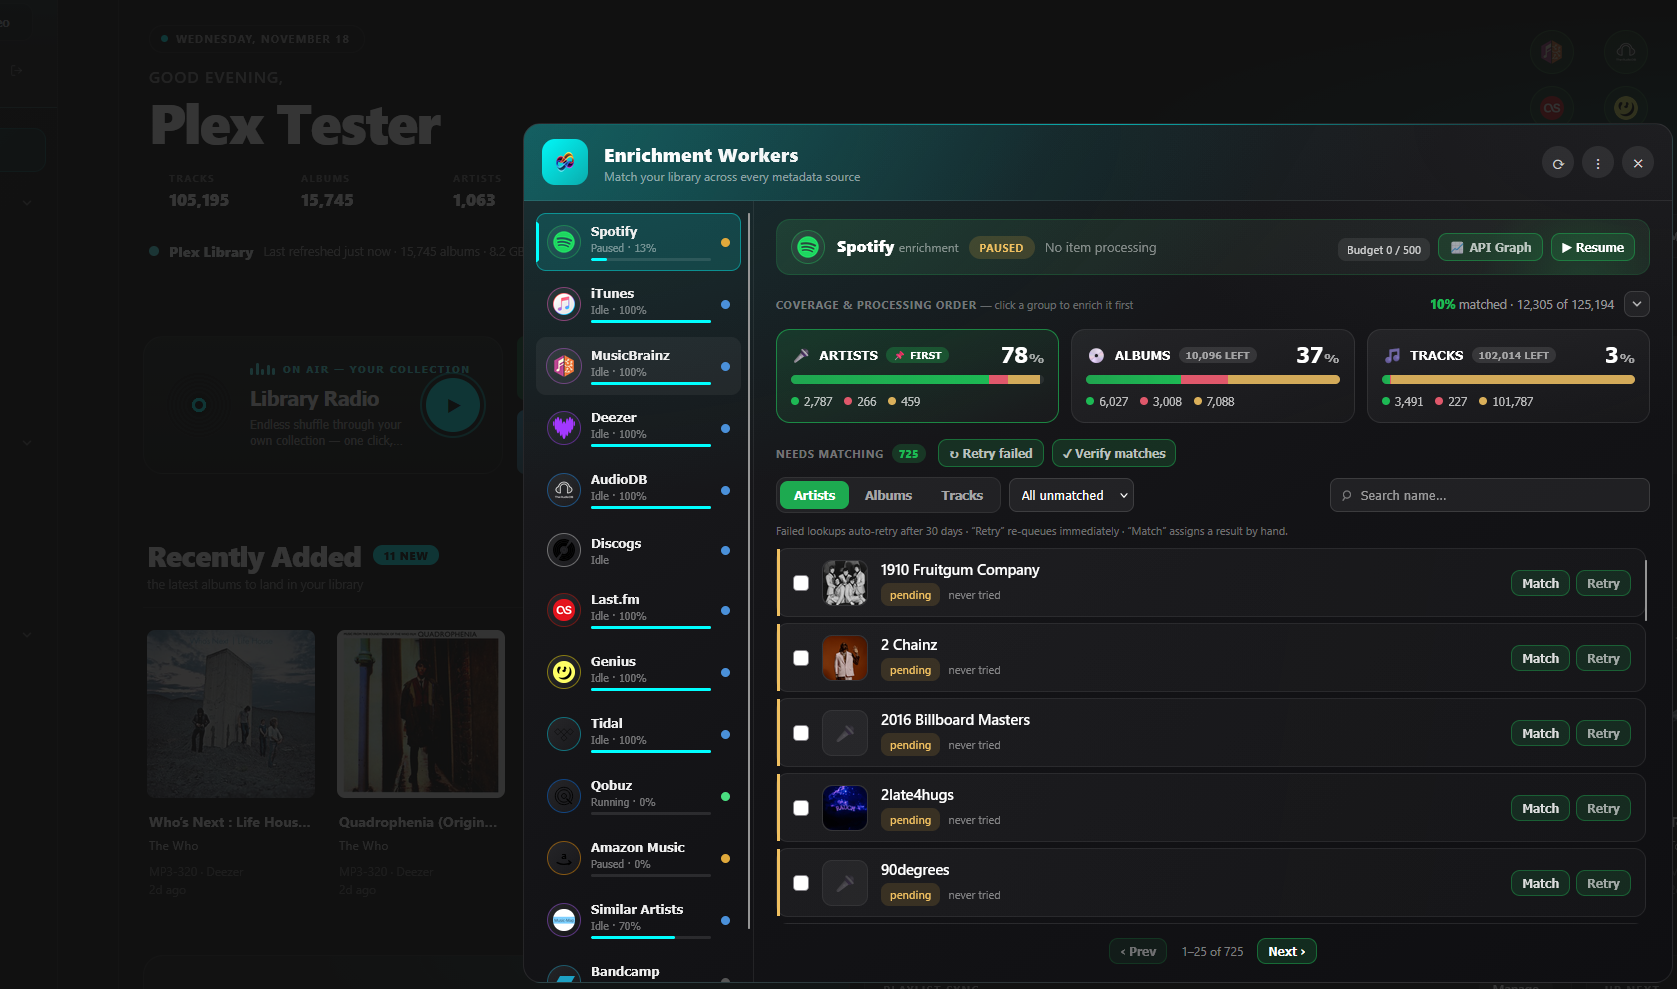 WEDNESDAY, NOVEMBER 18
GOOD EVENING,
Plex Tester
TRACKS
ALBUMS
ARTISTS
105,195
15,745
1,063
Plex Library
Last refreshed just now · 15,745 albums · 8.2 GB
ON AIR — YOUR COLLECTION
Library Radio
Endless shuffle through your
own collection — one click,...
Recently Added
11 NEW
the latest albums to land in your library
QUADROPHENIA
Who's Next : Life Hous...
The Who
MP3-320 · Deezer
2d ago
Quadrophenia (Origin...
The Who
MP3-320 · Deezer
2d ago
Enrichment Workers
Match your library across every metadata source
Spotify
Paused · 13%
iTunes
Idle · 100%
MusicBrainz
Idle · 100%
Deezer
Idle · 100%
AudioDB
Idle · 100%
Discogs
Idle
Last.fm
Idle · 100%
Genius
Idle · 100%
Tidal
Idle · 100%
Qobuz
Running · 0%
Amazon Music
Paused · 0%
Similar Artists
Idle · 70%
Bandcamp
Spotify enrichment
PAUSED
No item processing
Budget 0 / 500
API Graph
Resume
COVERAGE & PROCESSING ORDER — click a group to enrich it first
10% matched · 12,305 of 125,194
ARTISTS
FIRST
78%
2,787
266
459
ALBUMS
10,096 LEFT
37%
6,027
3,008
7,088
TRACKS
102,014 LEFT
3%
3,491
227
101,787
NEEDS MATCHING
725
↻ Retry failed
✓ Verify matches
Artists
Albums
Tracks
All unmatched
Search name...
Failed lookups auto-retry after 30 days · "Retry" re-queues immediately · "Match" assigns a result by hand.
1910 Fruitgum Company
pending
never tried
Match
Retry
2 Chainz
pending
never tried
Match
Retry
2016 Billboard Masters
pending
never tried
Match
Retry
2late4hugs
pending
never tried
Match
Retry
90degrees
pending
never tried
Match
Retry
‹ Prev
1–25 of 725
Next ›